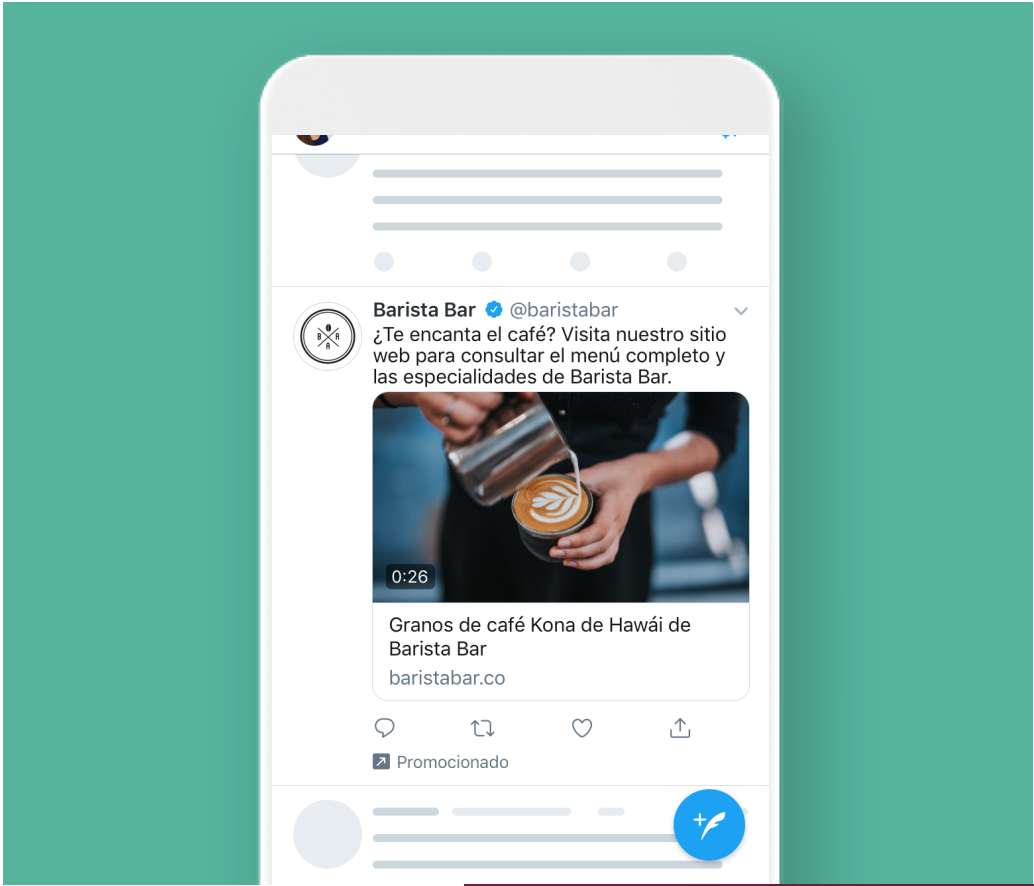 Barista Bar @baristabar
¿Te encanta el café? Visita nuestro sitio
web para consultar el menú completo y
las especialidades de Barista Bar.
B R
A
0:26
Granos de café Kona de Hawái de
Barista Bar
baristabar.co
Promocionado